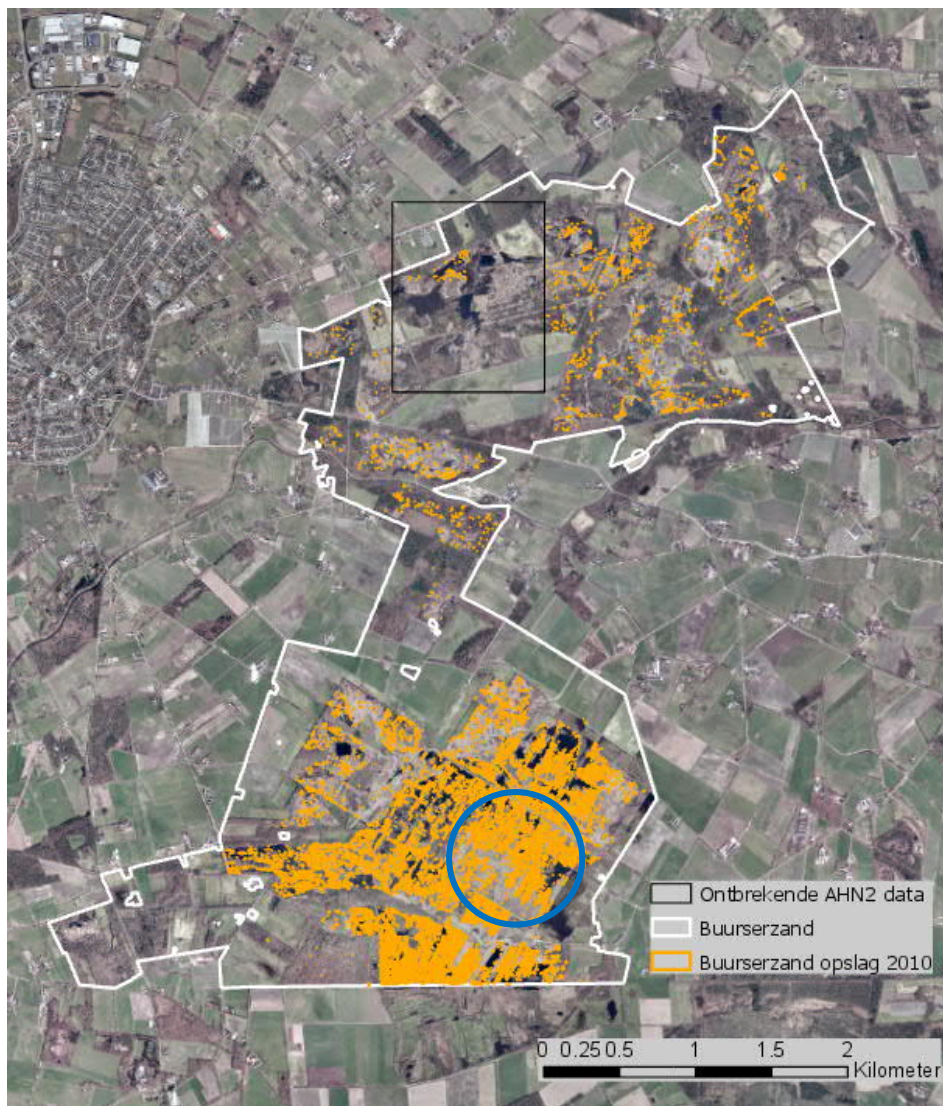 Ontbrekende AHN2 data
Buurserzand
Buurserzand opslag 2010
0 0.25 0.5 1 1.5 2
Kilometer